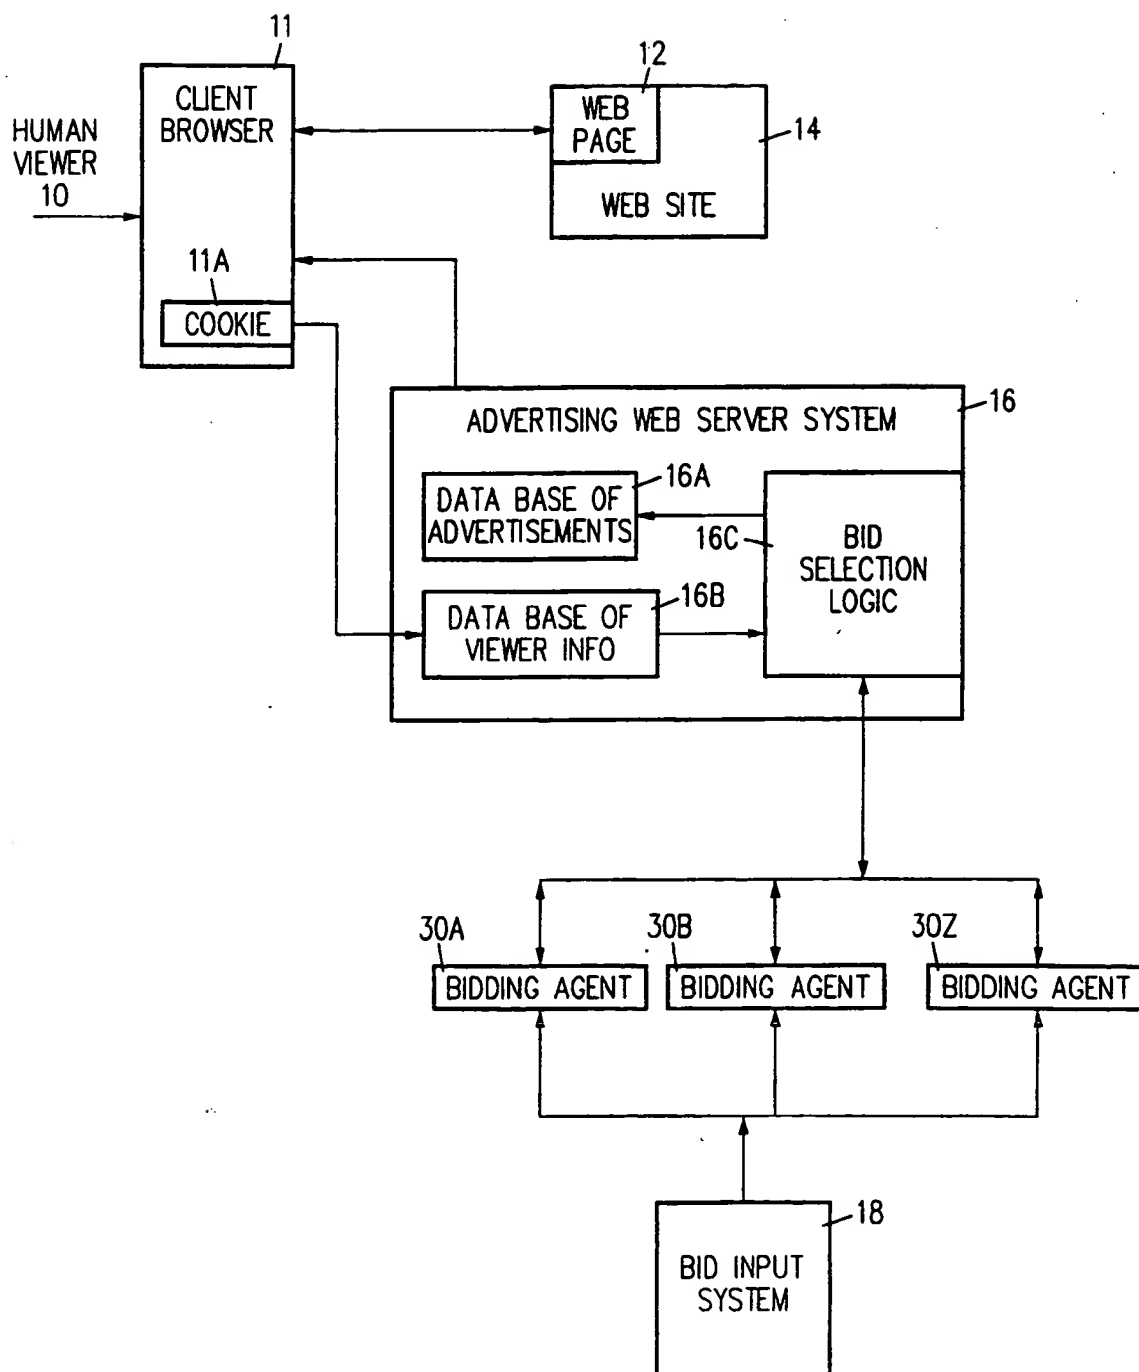 11
CLIENT
BROWSER
HUMAN
VIEWER
10
12
WEB
PAGE
14
WEB SITE
11A
COOKIE
16
ADVERTISING WEB SERVER SYSTEM
16A
DATA BASE OF
ADVERTISEMENTS
16C
BID
SELECTION
LOGIC
16B
DATA BASE OF
VIEWER INFO
30A
BIDDING AGENT
30B
BIDDING AGENT
30Z
BIDDING AGENT
18
BID INPUT
SYSTEM